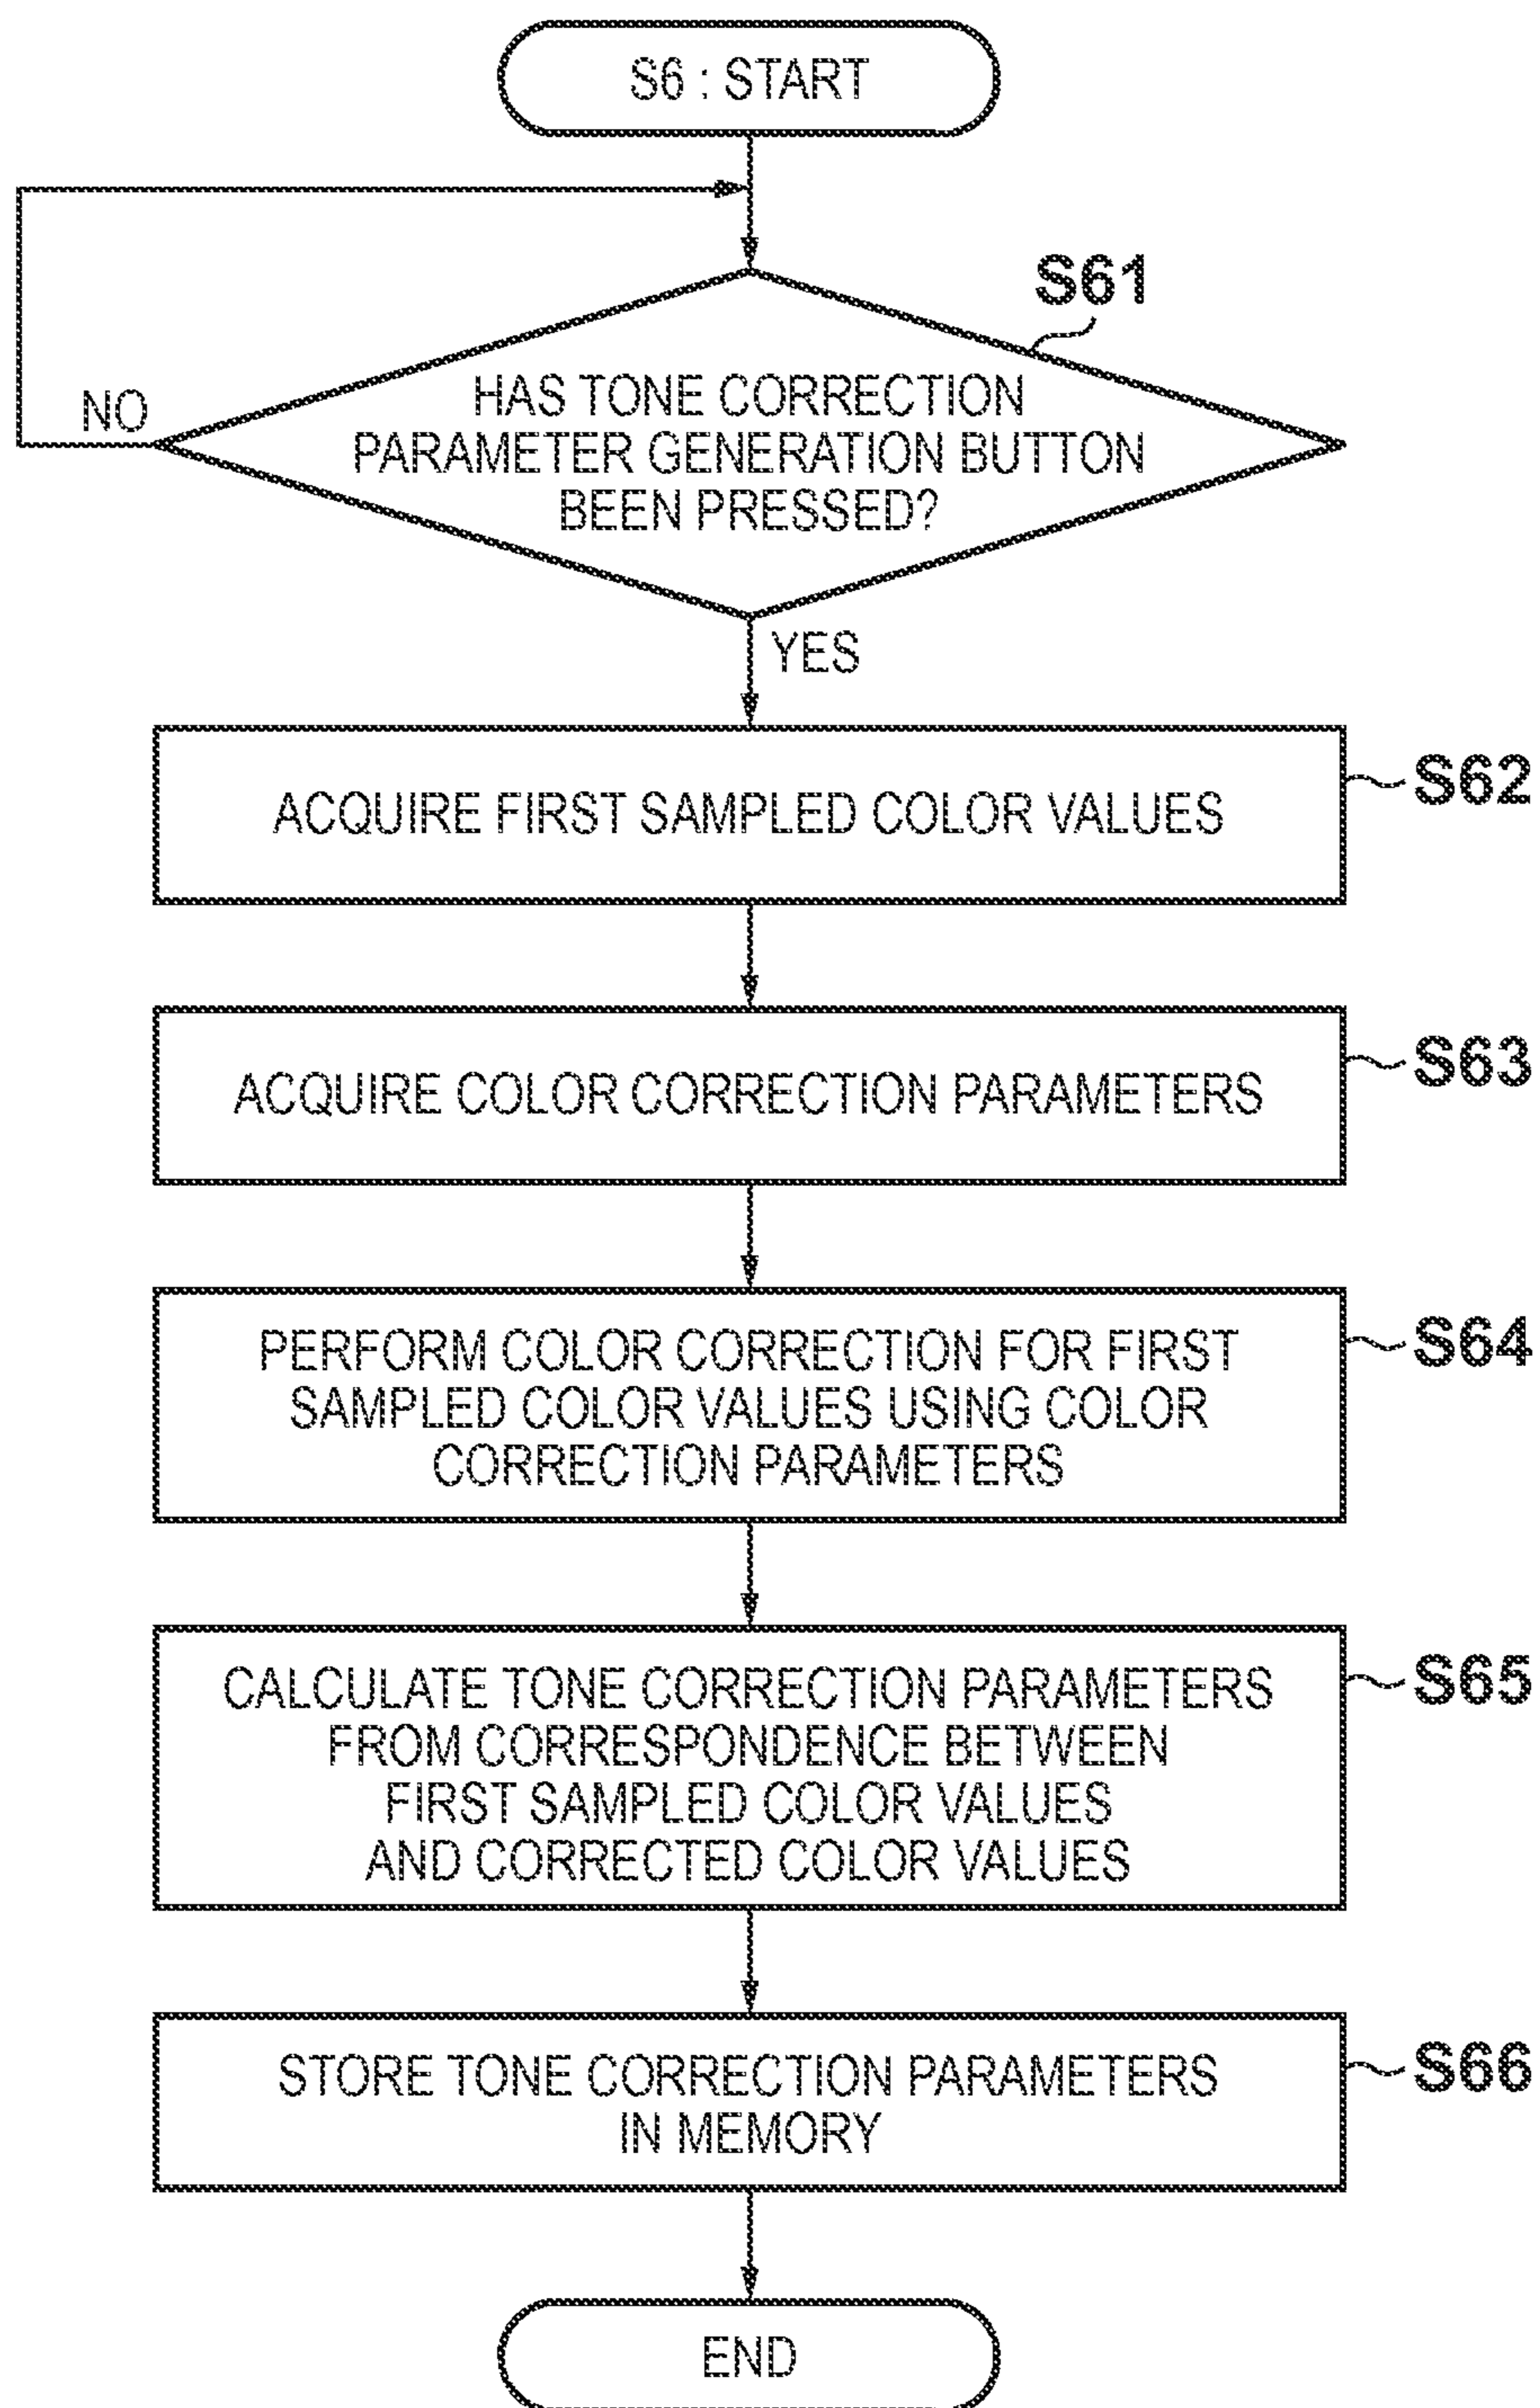 S6 : START
S61
HAS TONE CORRECTION
PARAMETER GENERATION BUTTON
BEEN PRESSED?
NO
YES
ACQUIRE FIRST SAMPLED COLOR VALUES
S62
ACQUIRE COLOR CORRECTION PARAMETERS
S63
PERFORM COLOR CORRECTION FOR FIRST
SAMPLED COLOR VALUES USING COLOR
CORRECTION PARAMETERS
S64
CALCULATE TONE CORRECTION PARAMETERS
FROM CORRESPONDENCE BETWEEN
FIRST SAMPLED COLOR VALUES
AND CORRECTED COLOR VALUES
S65
STORE TONE CORRECTION PARAMETERS
IN MEMORY
S66
END